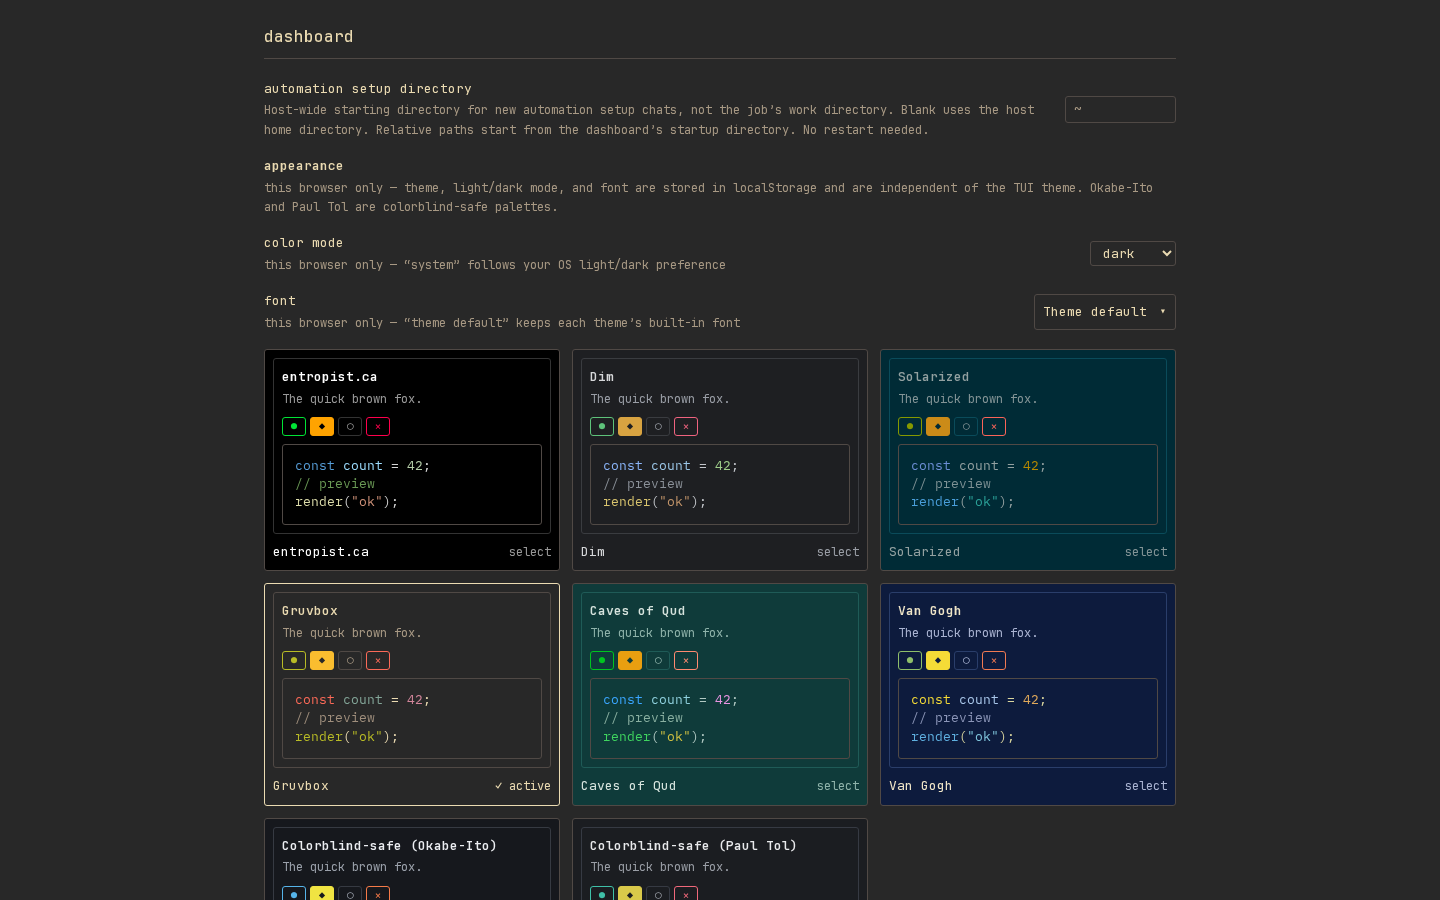 dashboard
automation setup directory
Host-wide starting directory for new automation setup chats, not the job's work directory. Blank uses the host
home directory. Relative paths start from the dashboard's startup directory. No restart needed.
~
appearance
this browser only — theme, light/dark mode, and font are stored in localStorage and are independent of the TUI theme. Okabe-Ito
and Paul Tol are colorblind-safe palettes.
color mode
this browser only — “system” follows your OS light/dark preference
dark
font
this browser only — “theme default” keeps each theme's built-in font
Theme default
entropist.ca
The quick brown fox.
const count = 42;
// preview
render("ok");
entropist.ca select
Dim
The quick brown fox.
const count = 42;
// preview
render("ok");
Dim select
Solarized
The quick brown fox.
const count = 42;
// preview
render("ok");
Solarized select
Gruvbox
The quick brown fox.
const count = 42;
// preview
render("ok");
Gruvbox ✓ active
Caves of Qud
The quick brown fox.
const count = 42;
// preview
render("ok");
Caves of Qud select
Van Gogh
The quick brown fox.
const count = 42;
// preview
render("ok");
Van Gogh select
Colorblind-safe (Okabe-Ito)
The quick brown fox.
Colorblind-safe (Paul Tol)
The quick brown fox.